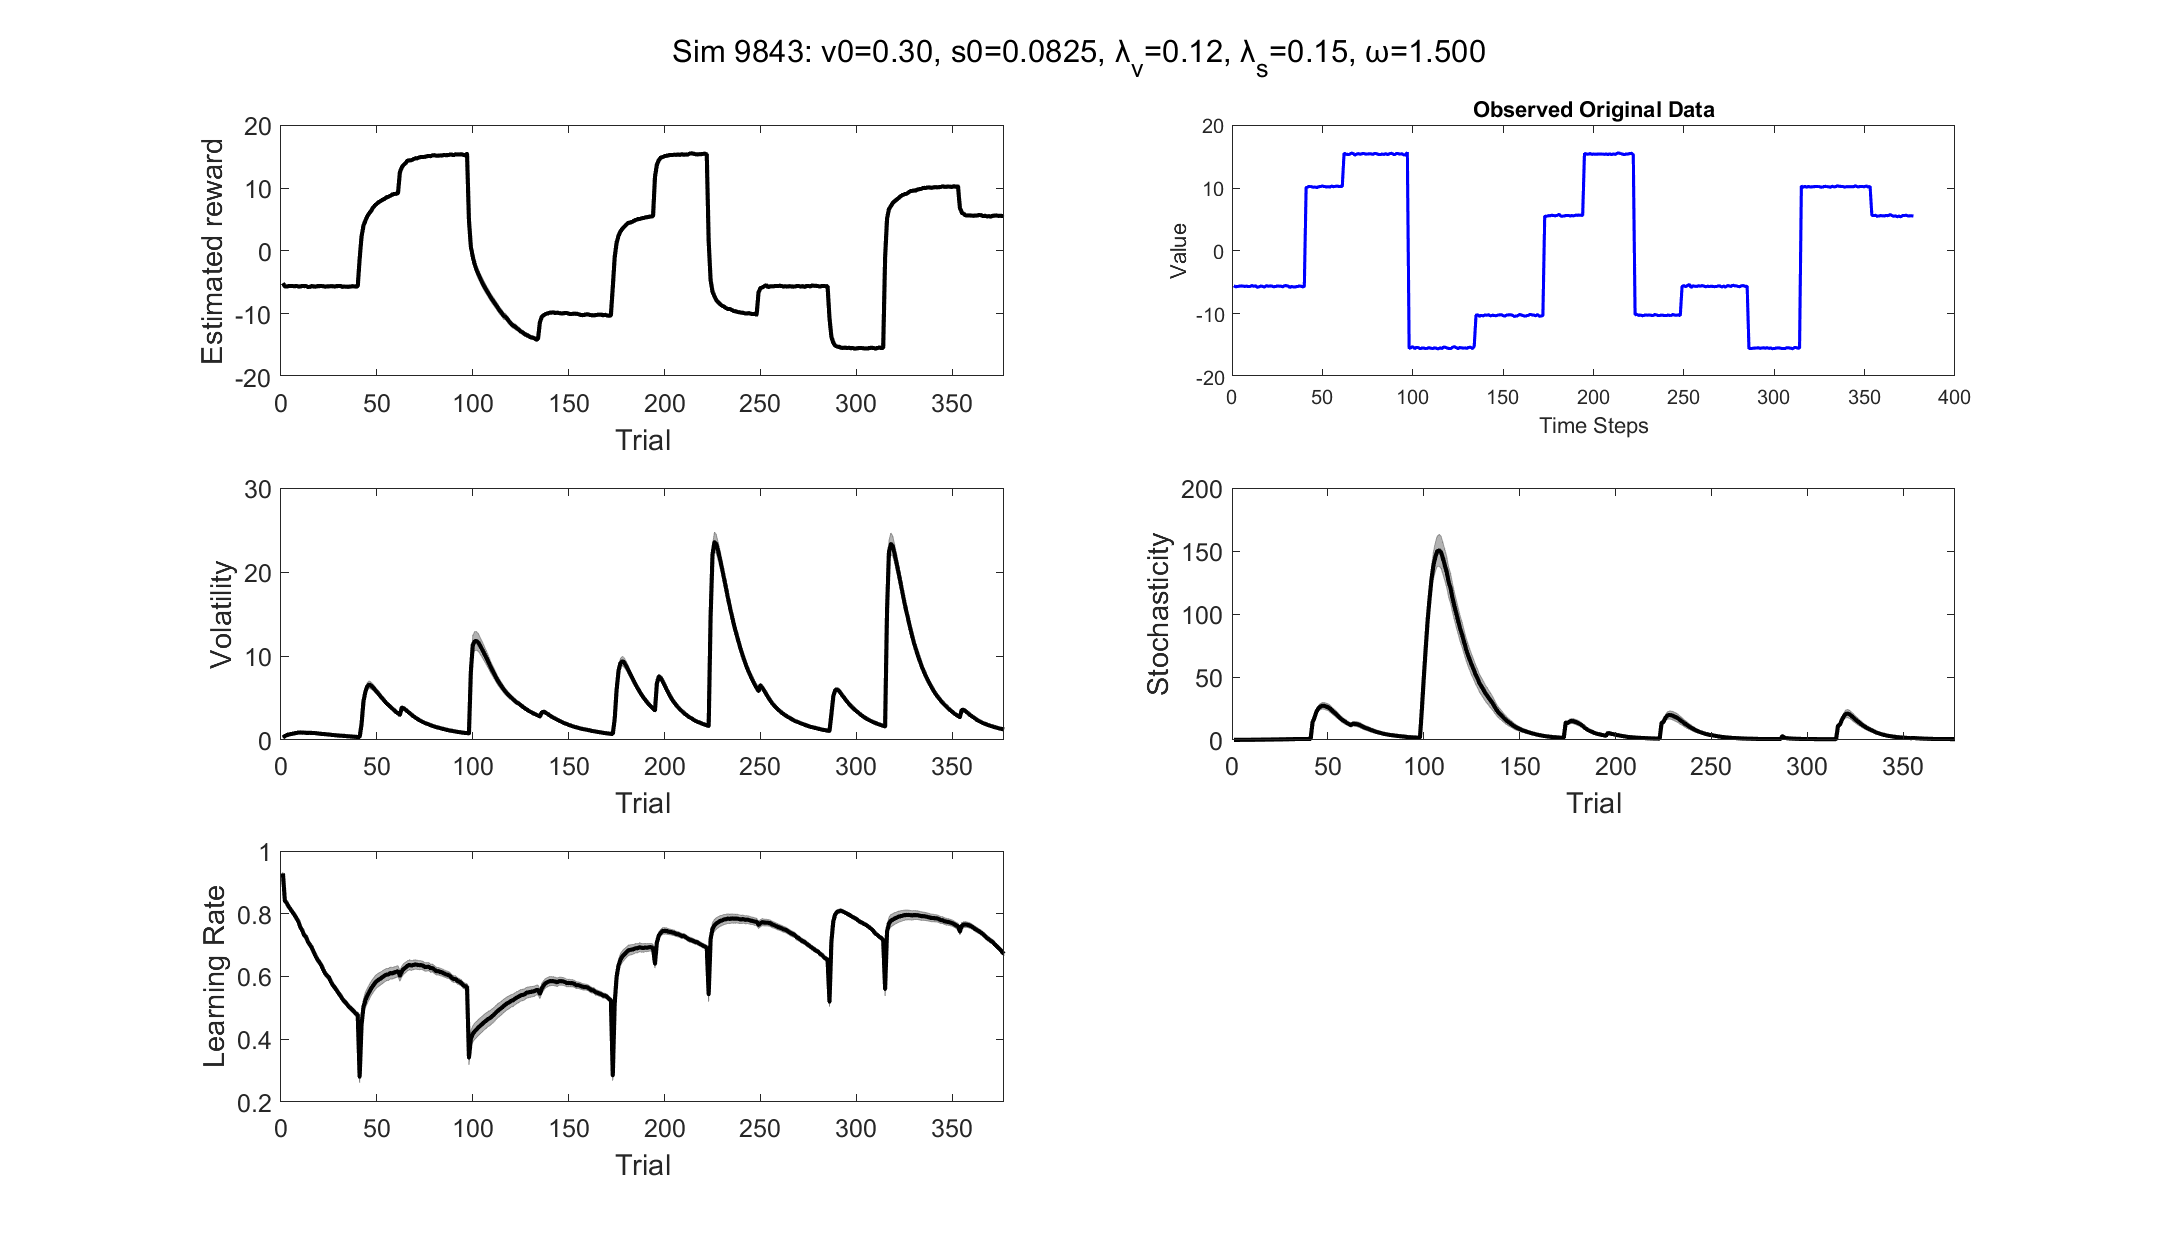 Sim 9843: v0=0.30, s0=0.0825, λv=0.12, λs=0.15, ω=1.500
20
10
0
-10
-20
Estimated reward
0 50 100 150 200 250 300 350
Trial
Observed Original Data
20
10
0
-10
-20
Value
0 50 100 150 200 250 300 350 400
Time Steps
30
20
10
0
Volatility
0 50 100 150 200 250 300 350
Trial
200
150
100
50
0
Stochasticity
0 50 100 150 200 250 300 350
Trial
1
0.8
0.6
0.4
0.2
Learning Rate
0 50 100 150 200 250 300 350
Trial